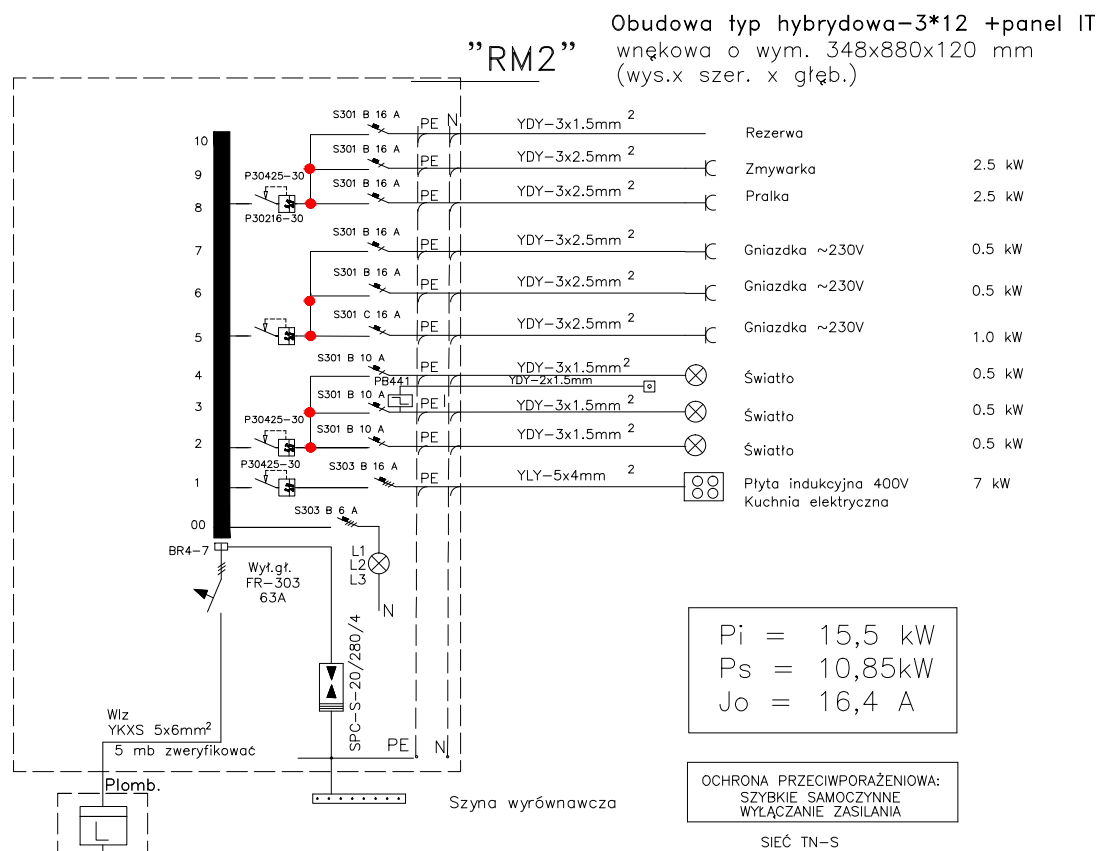 Obudowa typ hybrydowa-3*12 +panel IT
"RM2"
wnękowa o wym. 348x880x120 mm
(wys.x szer. x głęb.)
S301 B 16 A
PE
N
YDY-3x1.5mm 2
Rezerwa
10
S301 B 16 A
PE
YDY-3x2.5mm 2
Zmywarka
2.5 kW
9
P30425-30
S301 B 16 A
PE
YDY-3x2.5mm 2
Pralka
2.5 kW
8
P30216-30
S301 B 16 A
PE
YDY-3x2.5mm 2
Gniazdka ~230V
0.5 kW
7
S301 B 16 A
PE
YDY-3x2.5mm 2
Gniazdka ~230V
0.5 kW
6
S301 C 16 A
PE
YDY-3x2.5mm 2
Gniazdka ~230V
1.0 kW
5
S301 B 10 A
PE
YDY-3x1.5mm2
Światło
0.5 kW
4
PB441
YDY-2x1.5mm
S301 B 10 A
PE
YDY-3x1.5mm 2
Światło
0.5 kW
3
P30425-30
S301 B 10 A
PE
YDY-3x1.5mm 2
Światło
0.5 kW
2
P30425-30
S303 B 16 A
PE
YLY-5x4mm 2
Płyta indukcyjna 400V
7 kW
Kuchnia elektryczna
1
S303 B 6 A
00
BR4-7
L1
L2
L3
N
Wył.gł.
FR-303
63A
SPC-S-20/280/4
Pi = 15,5 kW
Ps = 10,85kW
Jo = 16,4 A
Wlz
YKXS 5x6mm2
5 mb zweryfikować
PE
N
Plomb.
Szyna wyrównawcza
OCHRONA PRZECIWPORAŻENIOWA:
SZYBKIE SAMOCZYNNE
WYŁĄCZANIE ZASILANIA
SIEĆ TN-S